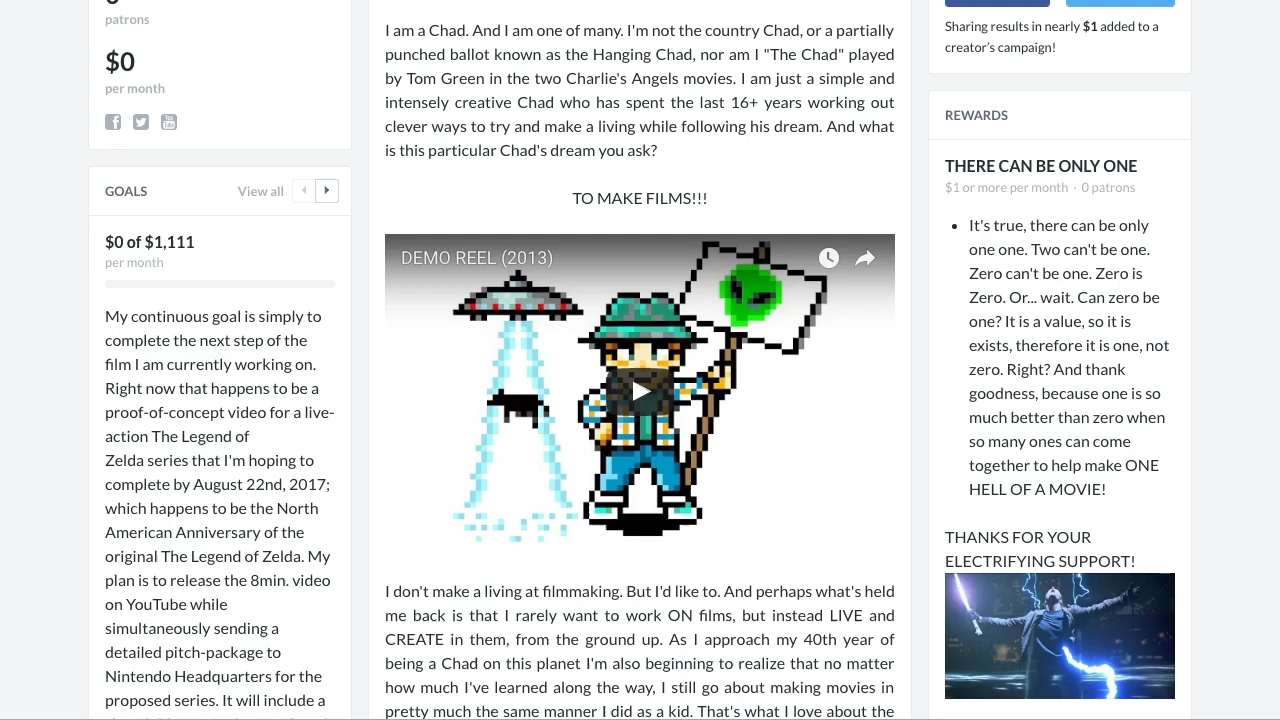 patrons
$0
per month
GOALS
View all
$0 of $1,111
per month
My continuous goal is simply to
complete the next step of the
film I am currently working on.
Right now that happens to be a
proof-of-concept video for a live-
action The Legend of
Zelda series that I'm hoping to
complete by August 22nd, 2017;
which happens to be the North
American Anniversary of the
original The Legend of Zelda. My
plan is to release the 8min. video
on YouTube while
simultaneously sending a
detailed pitch-package to
Nintendo Headquarters for the
proposed series. It will include a
I am a Chad. And I am one of many. I'm not the country Chad, or a partially
punched ballot known as the Hanging Chad, nor am I "The Chad" played
by Tom Green in the two Charlie's Angels movies. I am just a simple and
intensely creative Chad who has spent the last 16+ years working out
clever ways to try and make a living while following his dream. And what
is this particular Chad's dream you ask?
TO MAKE FILMS!!!
DEMO REEL (2013)
I don't make a living at filmmaking. But I'd like to. And perhaps what's held
me back is that I rarely want to work ON films, but instead LIVE and
CREATE in them, from the ground up. As I approach my 40th year of
being a Chad on this planet I'm also beginning to realize that no matter
how much I've learned along the way, I still go about making movies in
pretty much the same manner I did as a kid. That's what I love about the
Sharing results in nearly $1 added to a
creator's campaign!
REWARDS
THERE CAN BE ONLY ONE
$1 or more per month · 0 patrons
• It's true, there can be only
one one. Two can't be one.
Zero can't be one. Zero is
Zero. Or... wait. Can zero be
one? It is a value, so it is
exists, therefore it is one, not
zero. Right? And thank
goodness, because one is so
much better than zero when
so many ones can come
together to help make ONE
HELL OF A MOVIE!
THANKS FOR YOUR
ELECTRIFYING SUPPORT!